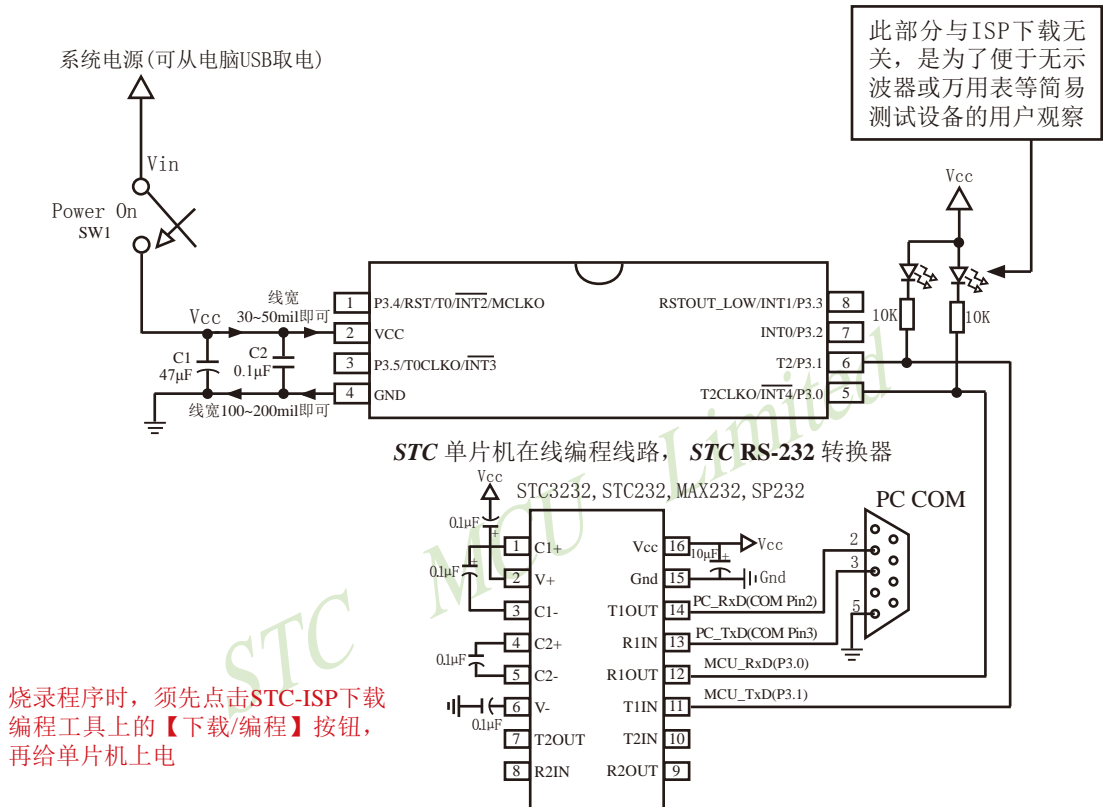 系统电源(可从电脑USB取电)
Vin
Power On
SW1
此部分与ISP下载无
关，是为了便于无示
波器或万用表等简易
测试设备的用户观察
Vcc
10K
10K
Vcc
线宽
30~50mil即可
C1
47μF
C2
0.1μF
线宽100~200mil即可
1 P3.4/RST/T0/INT2/MCLKO
2 VCC
3 P3.5/T0CLKO/INT3
4 GND
RSTOUT_LOW/INT1/P3.3 8
INT0/P3.2 7
T2/P3.1 6
T2CLKO/INT4/P3.0 5
STC 单片机在线编程线路， STC RS-232 转换器
STC3232,STC232,MAX232,SP232
Vcc
0.1μF
+
0.1μF
+
0.1μF
0.1μF
1 C1+
2 V+
3 C1-
4 C2+
5 C2-
6 V-
7 T2OUT
8 R2IN
Vcc 16
Gnd 15
T1OUT 14
R1IN 13
R1OUT 12
T1IN 11
T2IN 10
R2OUT 9
Vcc
10μF
+
Gnd
PC_RxD(COM Pin2)
PC_TxD(COM Pin3)
MCU_RxD(P3.0)
MCU_TxD(P3.1)
PC COM
2
3
5
烧录程序时，须先点击STC-ISP下载
编程工具上的【下载/编程】按钮，
再给单片机上电
STC MCU Limited